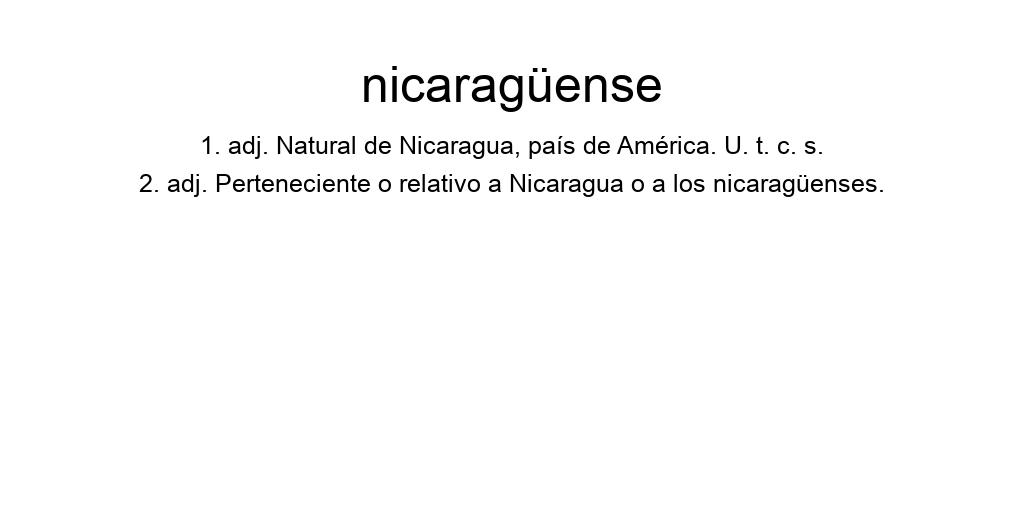 nicaragüense
1. adj. Natural de Nicaragua, país de América. U. t. c. s.
2. adj. Perteneciente o relativo a Nicaragua o a los nicaragüenses.